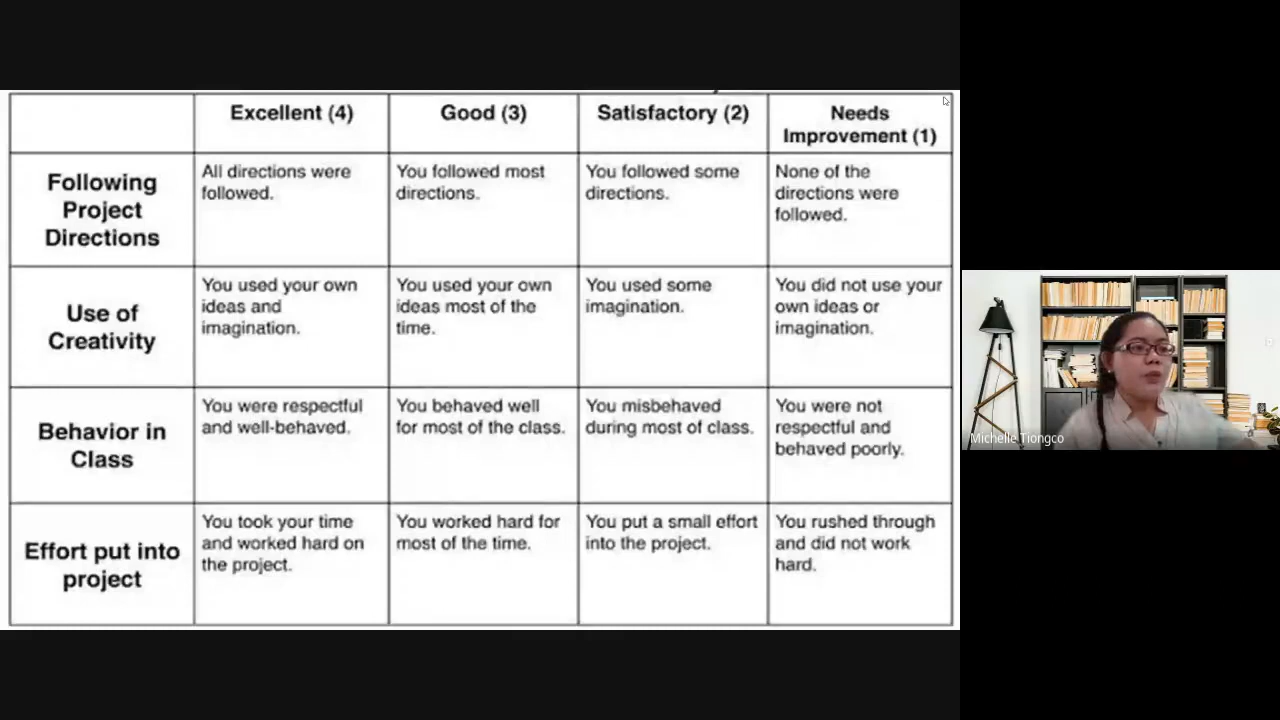 Excellent (4)
Good (3)
Satisfactory (2)
Needs
Improvement (1)
Following
Project
Directions
All directions were
followed.
You followed most
directions.
You followed some
directions.
None of the
directions were
followed.
Use of
Creativity
You used your own
ideas and
imagination.
You used your own
ideas most of the
time.
You used some
imagination.
You did not use your
own ideas or
imagination.
Behavior in
Class
You were respectful
and well-behaved.
You behaved well
for most of the class.
You misbehaved
during most of class.
You were not
respectful and
behaved poorly.
Effort put into
project
You took your time
and worked hard on
the project.
You worked hard for
most of the time.
You put a small effort
into the project.
You rushed through
and did not work
hard.
Michelle Tiongco